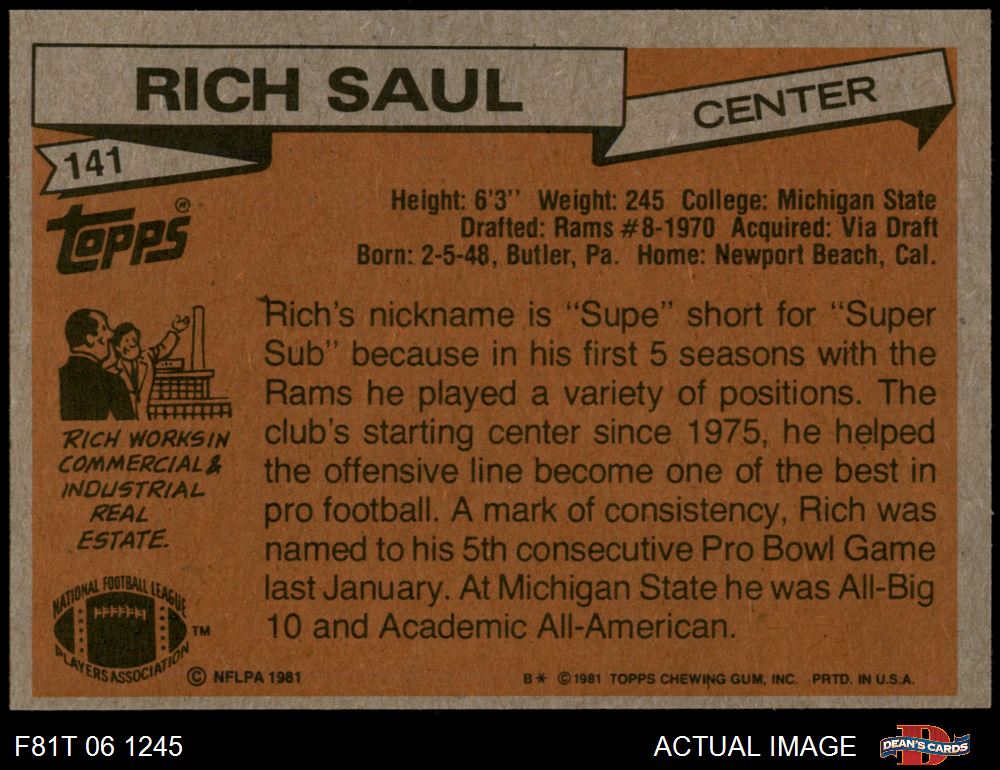 RICH SAUL
CENTER
141
TOPPS®
Height: 6'3'' Weight: 245 College: Michigan State
Drafted: Rams #8-1970 Acquired: Via Draft
Born: 2-5-48, Butler, Pa. Home: Newport Beach, Cal.
Rich's nickname is “Supe” short for “Super
Sub” because in his first 5 seasons with the
Rams he played a variety of positions. The
club's starting center since 1975, he helped
the offensive line become one of the best in
pro football. A mark of consistency, Rich was
named to his 5th consecutive Pro Bowl Game
last January. At Michigan State he was All-Big
10 and Academic All-American.
RICH WORKS IN
COMMERCIAL &
INDUSTRIAL
REAL
ESTATE.
NATIONAL FOOTBALL LEAGUE
PLAYERS ASSOCIATION
TM
© NFLPA 1981
B* © 1981 TOPPS CHEWING GUM, INC. PRTD. IN U.S.A.
F81T 06 1245
ACTUAL IMAGE
DEAN'S CARDS